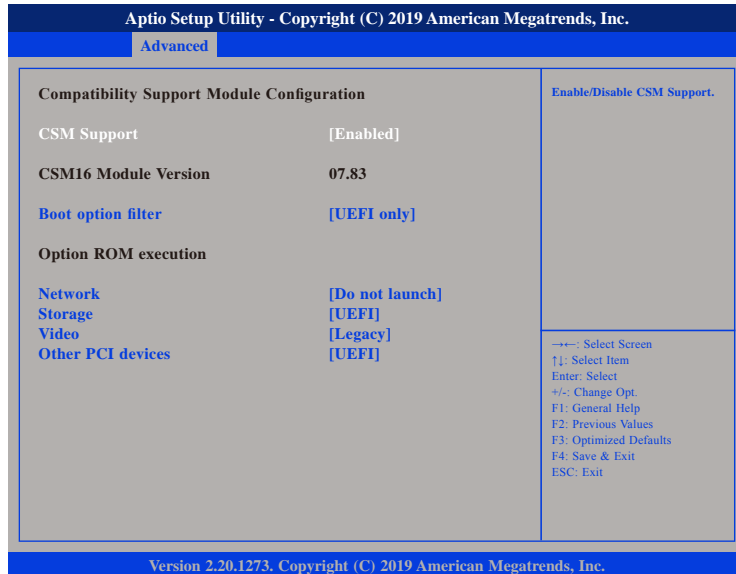 Aptio Setup Utility - Copyright (C) 2019 American Megatrends, Inc.
Advanced
Compatibility Support Module Configuration
CSM Support [Enabled]
CSM16 Module Version 07.83
Boot option filter [UEFI only]
Option ROM execution
Network [Do not launch]
Storage [UEFI]
Video [Legacy]
Other PCI devices [UEFI]
Enable/Disable CSM Support.
→←: Select Screen
↑↓: Select Item
Enter: Select
+/-: Change Opt.
F1: General Help
F2: Previous Values
F3: Optimized Defaults
F4: Save & Exit
ESC: Exit
Version 2.20.1273. Copyright (C) 2019 American Megatrends, Inc.